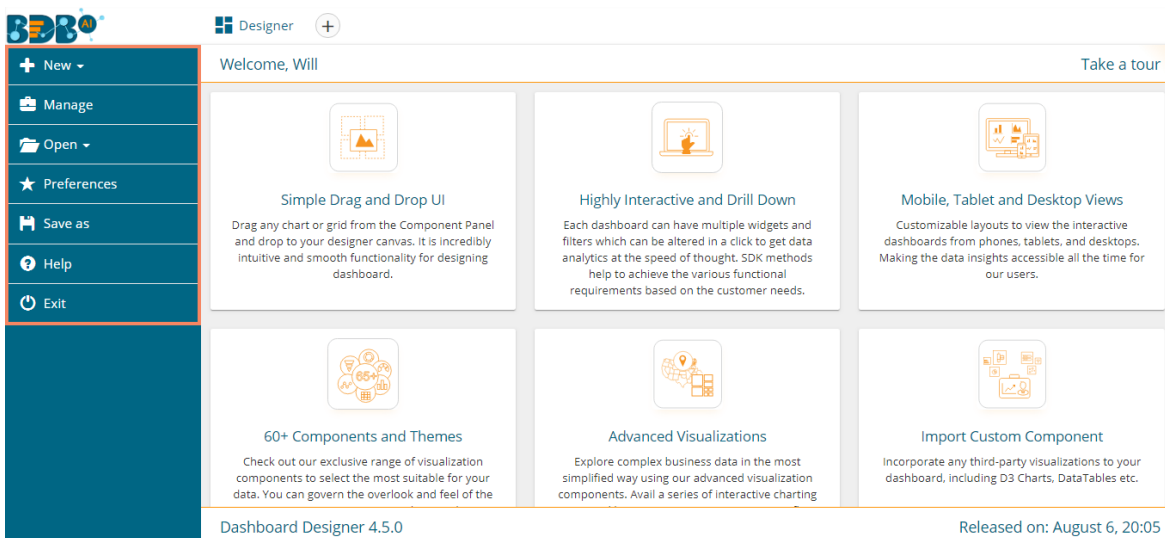 BDB AI
Designer
New
Manage
Open
Preferences
Save as
Help
Exit
Welcome, Will
Take a tour
Simple Drag and Drop UI
Drag any chart or grid from the Component Panel
and drop to your designer canvas. It is incredibly
intuitive and smooth functionality for designing
dashboard.
Highly Interactive and Drill Down
Each dashboard can have multiple widgets and
filters which can be altered in a click to get data
analytics at the speed of thought. SDK methods
help to achieve the various functional
requirements based on the customer needs.
Mobile, Tablet and Desktop Views
Customizable layouts to view the interactive
dashboards from phones, tablets, and desktops.
Making the data insights accessible all the time for
our users.
65+
60+ Components and Themes
Check out our exclusive range of visualization
components to select the most suitable for your
data. You can govern the overlook and feel of the
Advanced Visualizations
Explore complex business data in the most
simplified way using our advanced visualization
components. Avail a series of interactive charting
Import Custom Component
Incorporate any third-party visualizations to your
dashboard, including D3 Charts, DataTables etc.
Dashboard Designer 4.5.0
Released on: August 6, 20:05